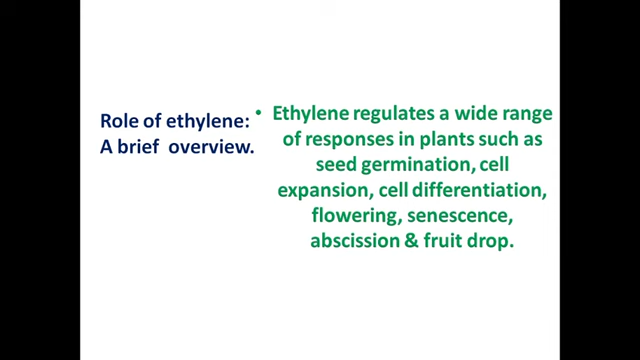 Role of ethylene:
A brief overview.
• Ethylene regulates a wide range
of responses in plants such as
seed germination, cell
expansion, cell differentiation,
flowering, senescence,
abscission & fruit drop.